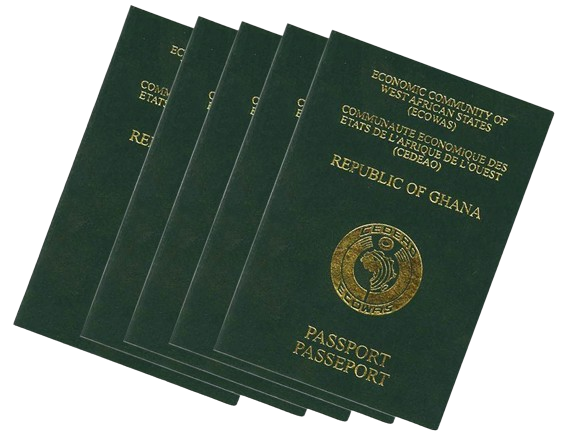 ECONOMIC COMMUNITY OF
WEST AFRICAN STATES
(ECOWAS)
COMMUNAUTE ECONOMIQUE DES
ETATS DE L'AFRIQUE DE L'OUEST
(CEDEAO)
REPUBLIC OF GHANA
CEDEAO
ECOWAS
PASSPORT
PASSEPORT